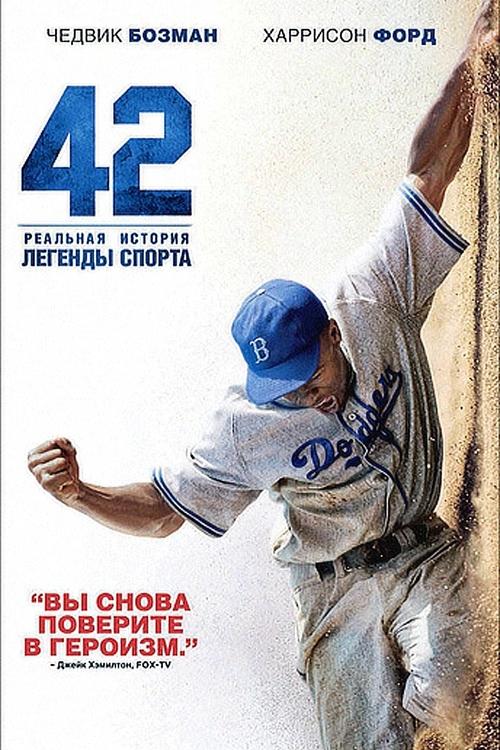 ЧЕДВИК БОЗМАН ХАРРИСОН ФОРД
42
РЕАЛЬНАЯ ИСТОРИЯ
ЛЕГЕНДЫ СПОРТА
B
Dodgers
“ВЫ СНОВА
ПОВЕРИТЕ
В ГЕРОИЗМ.”
– Джейк Хэмилтон, FOX-TV